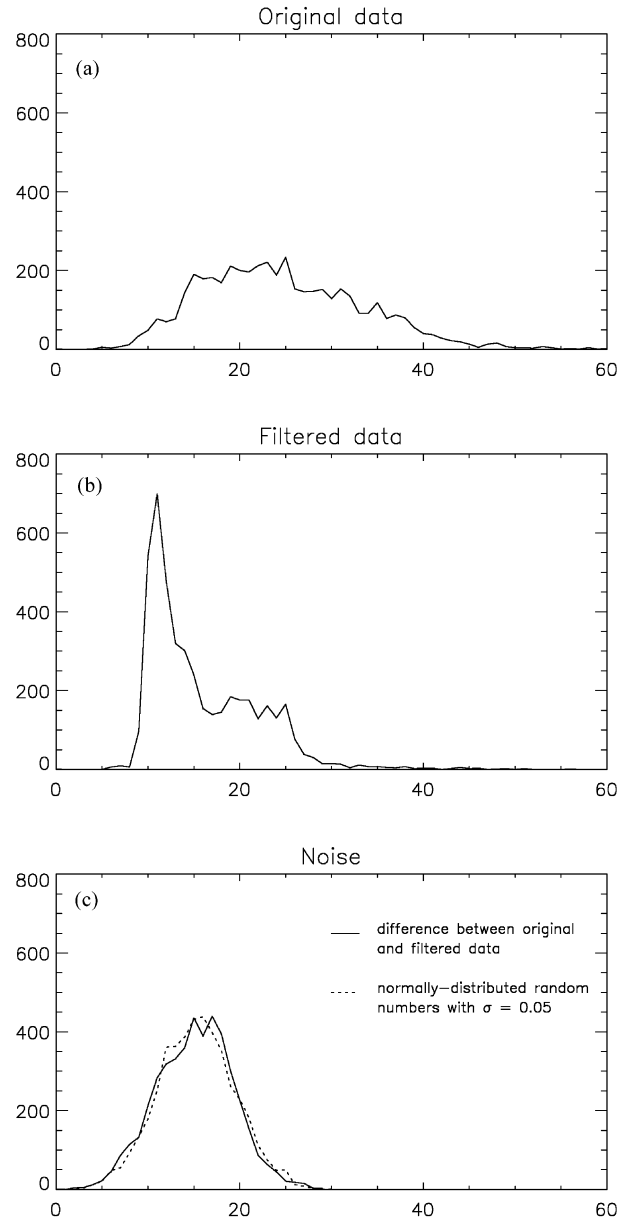 Original data
800
(a)
600
400
200
0
0 20 40 60
Filtered data
800
(b)
600
400
200
0
0 20 40 60
Noise
800
(c)
difference between original
and filtered data
600
normally-distributed random
numbers with σ = 0.05
400
200
0
0 20 40 60